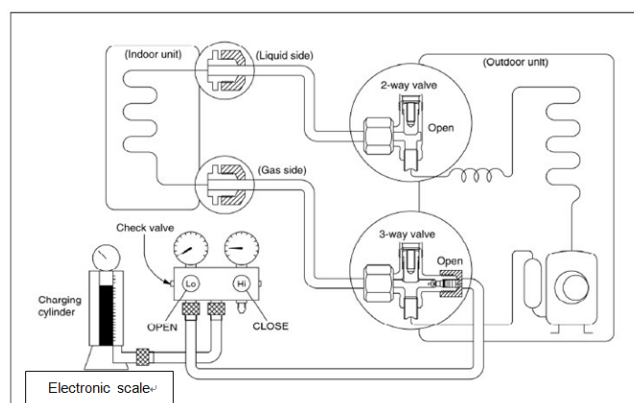 (Indoor unit)
(Liquid side)
(Outdoor unit)
2-way valve
Open
(Gas side)
3-way valve
Open
Check valve
Lo
Hi
Charging
cylinder
OPEN
CLOSE
Electronic scale↵